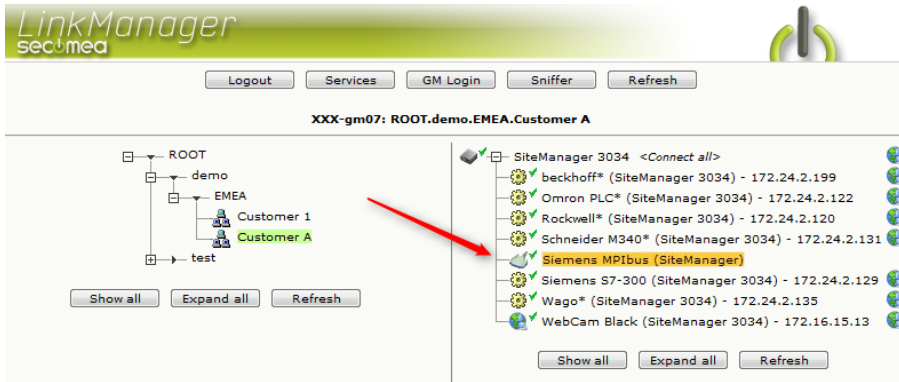 LinkManager
secomea
Logout Services GM Login Sniffer Refresh
XXX-gm07: ROOT.demo.EMEA.Customer A
ROOT
demo
EMEA
Customer 1
Customer A
test
Show all Expand all Refresh
SiteManager 3034 <Connect all>
beckhoff* (SiteManager 3034) - 172.24.2.199
Omron PLC* (SiteManager 3034) - 172.24.2.122
Rockwell* (SiteManager 3034) - 172.24.2.120
Schneider M340* (SiteManager 3034) - 172.24.2.131
Siemens MPIbus (SiteManager)
Siemens S7-300 (SiteManager 3034) - 172.24.2.129
Wago* (SiteManager 3034) - 172.24.2.135
WebCam Black (SiteManager 3034) - 172.16.15.13
Show all Expand all Refresh